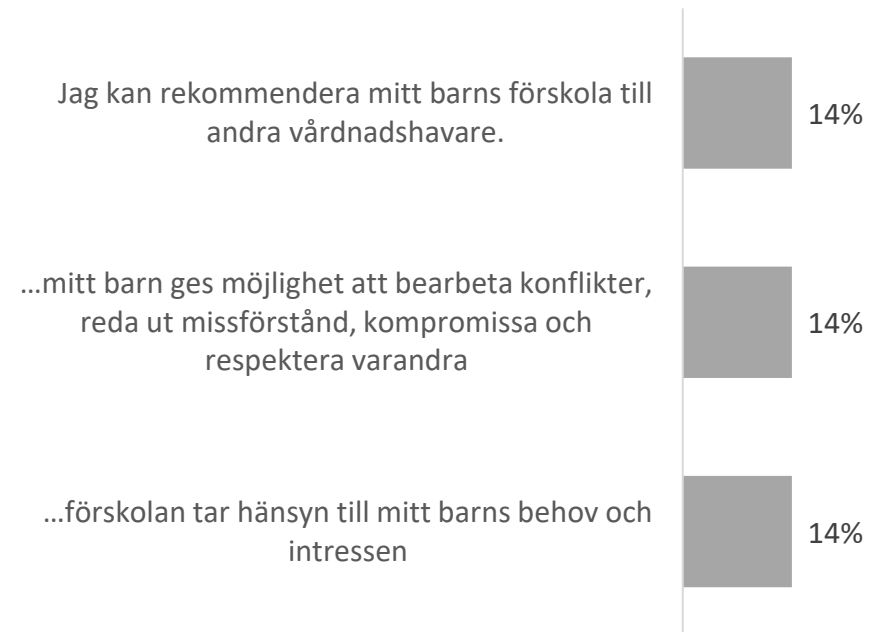 Jag kan rekommendera mitt barns förskola till
andra vårdnadshavare.
14%
...mitt barn ges möjlighet att bearbeta konflikter,
reda ut missförstånd, kompromissa och
respektera varandra
14%
...förskolan tar hänsyn till mitt barns behov och
intressen
14%